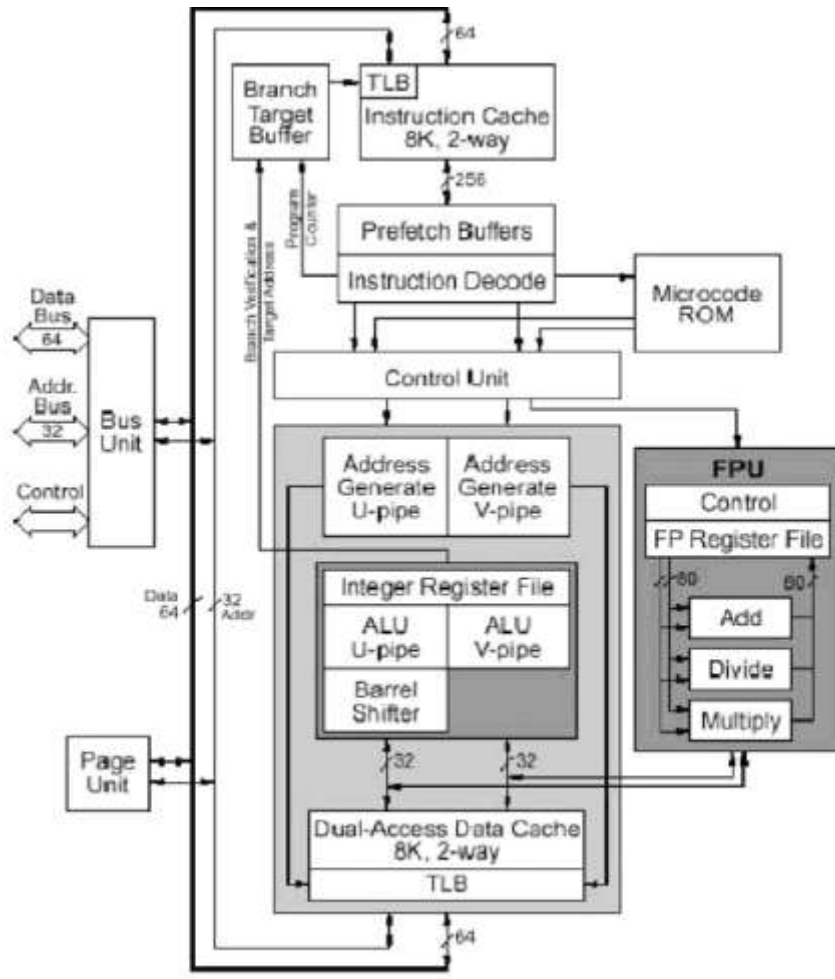 64
TLB
Instruction Cache
8K, 2-way
Branch
Target
Buffer
256
Program
Counter
Branch Verification &
Target Address
Prefetch Buffers
Instruction Decode
Microcode
ROM
Data
Bus
64
Addr.
Bus
32
Control
Bus
Unit
Control Unit
Address
Generate
U-pipe
Address
Generate
V-pipe
FPU
Control
FP Register File
80
80
Add
Divide
Multiply
Integer Register File
ALU
U-pipe
ALU
V-pipe
Barrel
Shifter
Data
64
32
Addr
32
32
Page
Unit
Dual-Access Data Cache
8K, 2-way
TLB
64